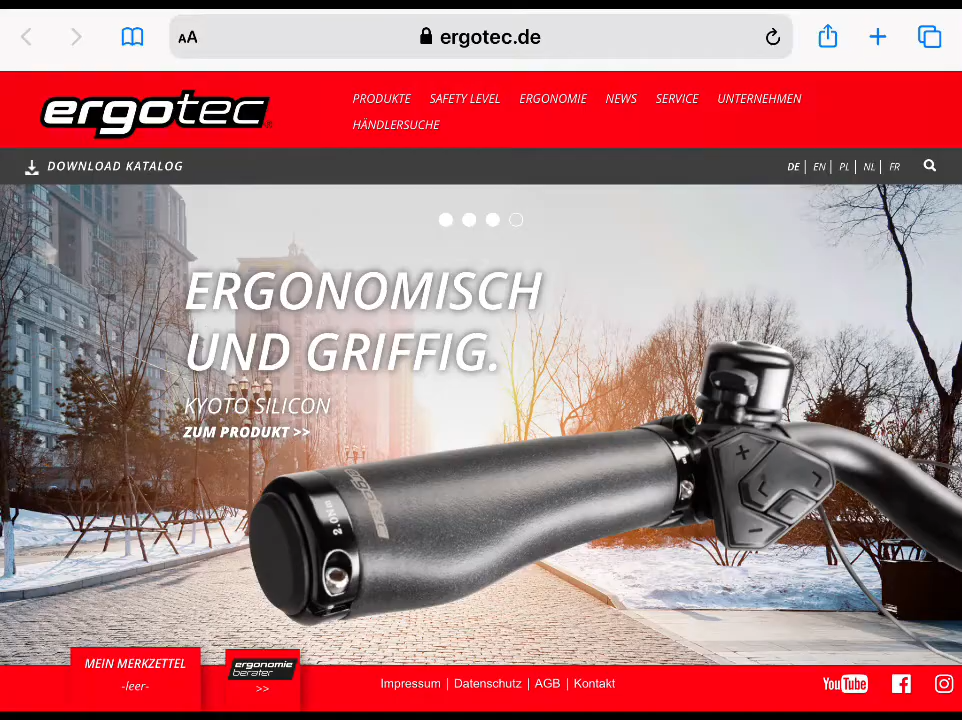 AA
ergotec.de
ergotec
PRODUKTE SAFETY LEVEL ERGONOMIE NEWS SERVICE UNTERNEHMEN
HÄNDLERSUCHE
DOWNLOAD KATALOG
DE | EN | PL | NL | FR
ERGONOMISCH
UND GRIFFIG.
KYOTO SILICON
ZUM PRODUKT >>
ergotec
2.0Nm
MEIN MERKZETTEL
-leer-
ergonomie
berater
>>
Impressum | Datenschutz | AGB | Kontakt
YouTube